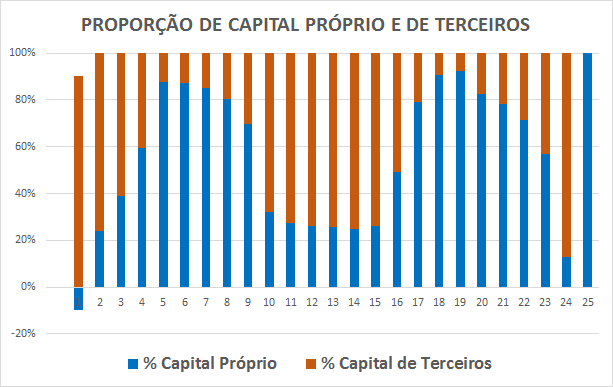 PROPORÇÃO DE CAPITAL PRÓPRIO E DE TERCEIROS
100%
80%
60%
40%
20%
0%
-20%
2 3 4 5 6 7 8 9 10 11 12 13 14 15 16 17 18 19 20 21 22 23 24 25
% Capital Próprio % Capital de Terceiros